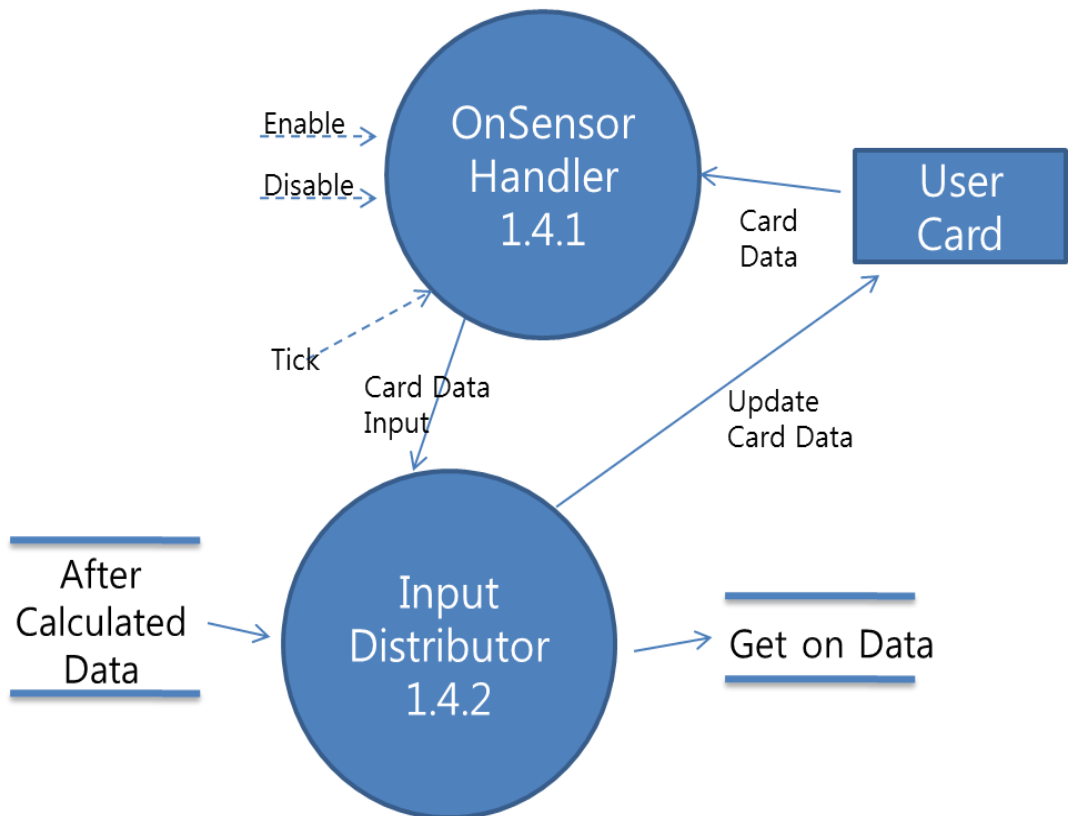 Enable
Disable
OnSensor
Handler
1.4.1
User
Card
Card
Data
Tick
Card Data
Input
Update
Card Data
After
Calculated
Data
Input
Distributor
1.4.2
Get on Data